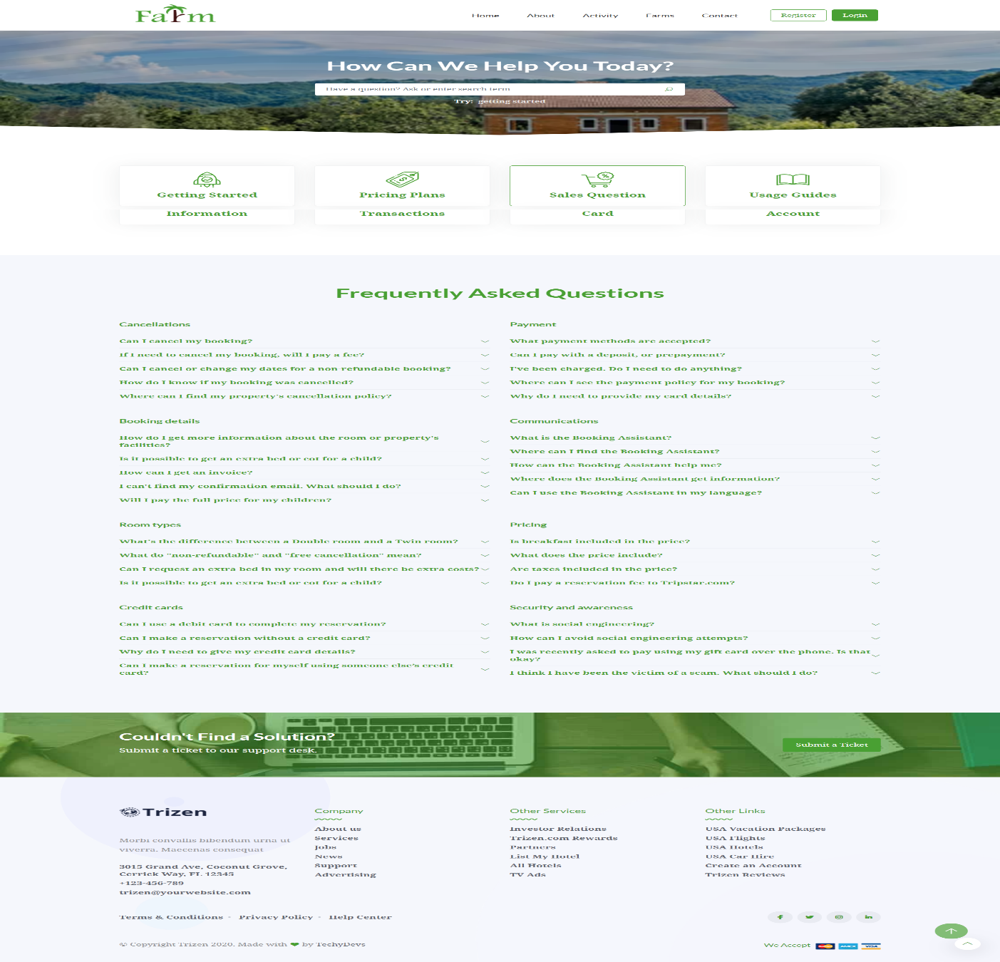 Farm
Home About Activity Farms Contact Register Login
How Can We Help You Today?
Have a question? Ask or enter search term
Try: getting started
Getting Started Pricing Plans Sales Question Usage Guides
Information Transactions Card Account
Frequently Asked Questions
Cancellations
Can I cancel my booking?
If I need to cancel my booking, will I pay a fee?
Can I cancel or change my dates for a non-refundable booking?
How do I know if my booking was cancelled?
Where can I find my property's cancellation policy?
Payment
What payment methods are accepted?
Can I pay with a deposit, or prepayment?
I've been charged. Do I need to do anything?
Where can I see the payment policy for my booking?
Why do I need to provide my card details?
Booking details
How do I get more information about the room or property's
facilities?
Is it possible to get an extra bed or cot for a child?
How can I get an invoice?
I can't find my confirmation email. What should I do?
Will I pay the full price for my children?
Communications
What is the Booking Assistant?
Where can I find the Booking Assistant?
How can the Booking Assistant help me?
Where does the Booking Assistant get information?
Can I use the Booking Assistant in my language?
Room types
What's the difference between a Double room and a Twin room?
What do "non-refundable" and "free cancellation" mean?
Can I request an extra bed in my room and will there be extra costs?
Is it possible to get an extra bed or cot for a child?
Pricing
Is breakfast included in the price?
What does the price include?
Are taxes included in the price?
Do I pay a reservation fee to Tripstar.com?
Credit cards
Can I use a debit card to complete my reservation?
Can I make a reservation without a credit card?
Why do I need to give my credit card details?
Can I make a reservation for myself using someone else's credit
card?
Security and awareness
What is social engineering?
How can I avoid social engineering attempts?
I was recently asked to pay using my gift card over the phone. Is that
okay?
I think I have been the victim of a scam. What should I do?
Couldn't Find a Solution?
Submit a ticket to our support desk.
Submit a Ticket
Trizen
Morbi convallis bibendum urna ut
viverra. Maecenas consequat
3015 Grand Ave, Coconut Grove,
Cerrick Way, FL 12345
+123-456-789
trizen@yourwebsite.com
Company
About us
Services
Jobs
News
Support
Advertising
Other Services
Investor Relations
Trizen.com Rewards
Partners
List My Hotel
All Hotels
TV Ads
Other Links
USA Vacation Packages
USA Flights
USA Hotels
USA Car Hire
Create an Account
Trizen Reviews
Terms & Conditions Privacy Policy Help Center
© Copyright Trizen 2020. Made with ❤ by TechyDevs
We Accept AMEX VISA